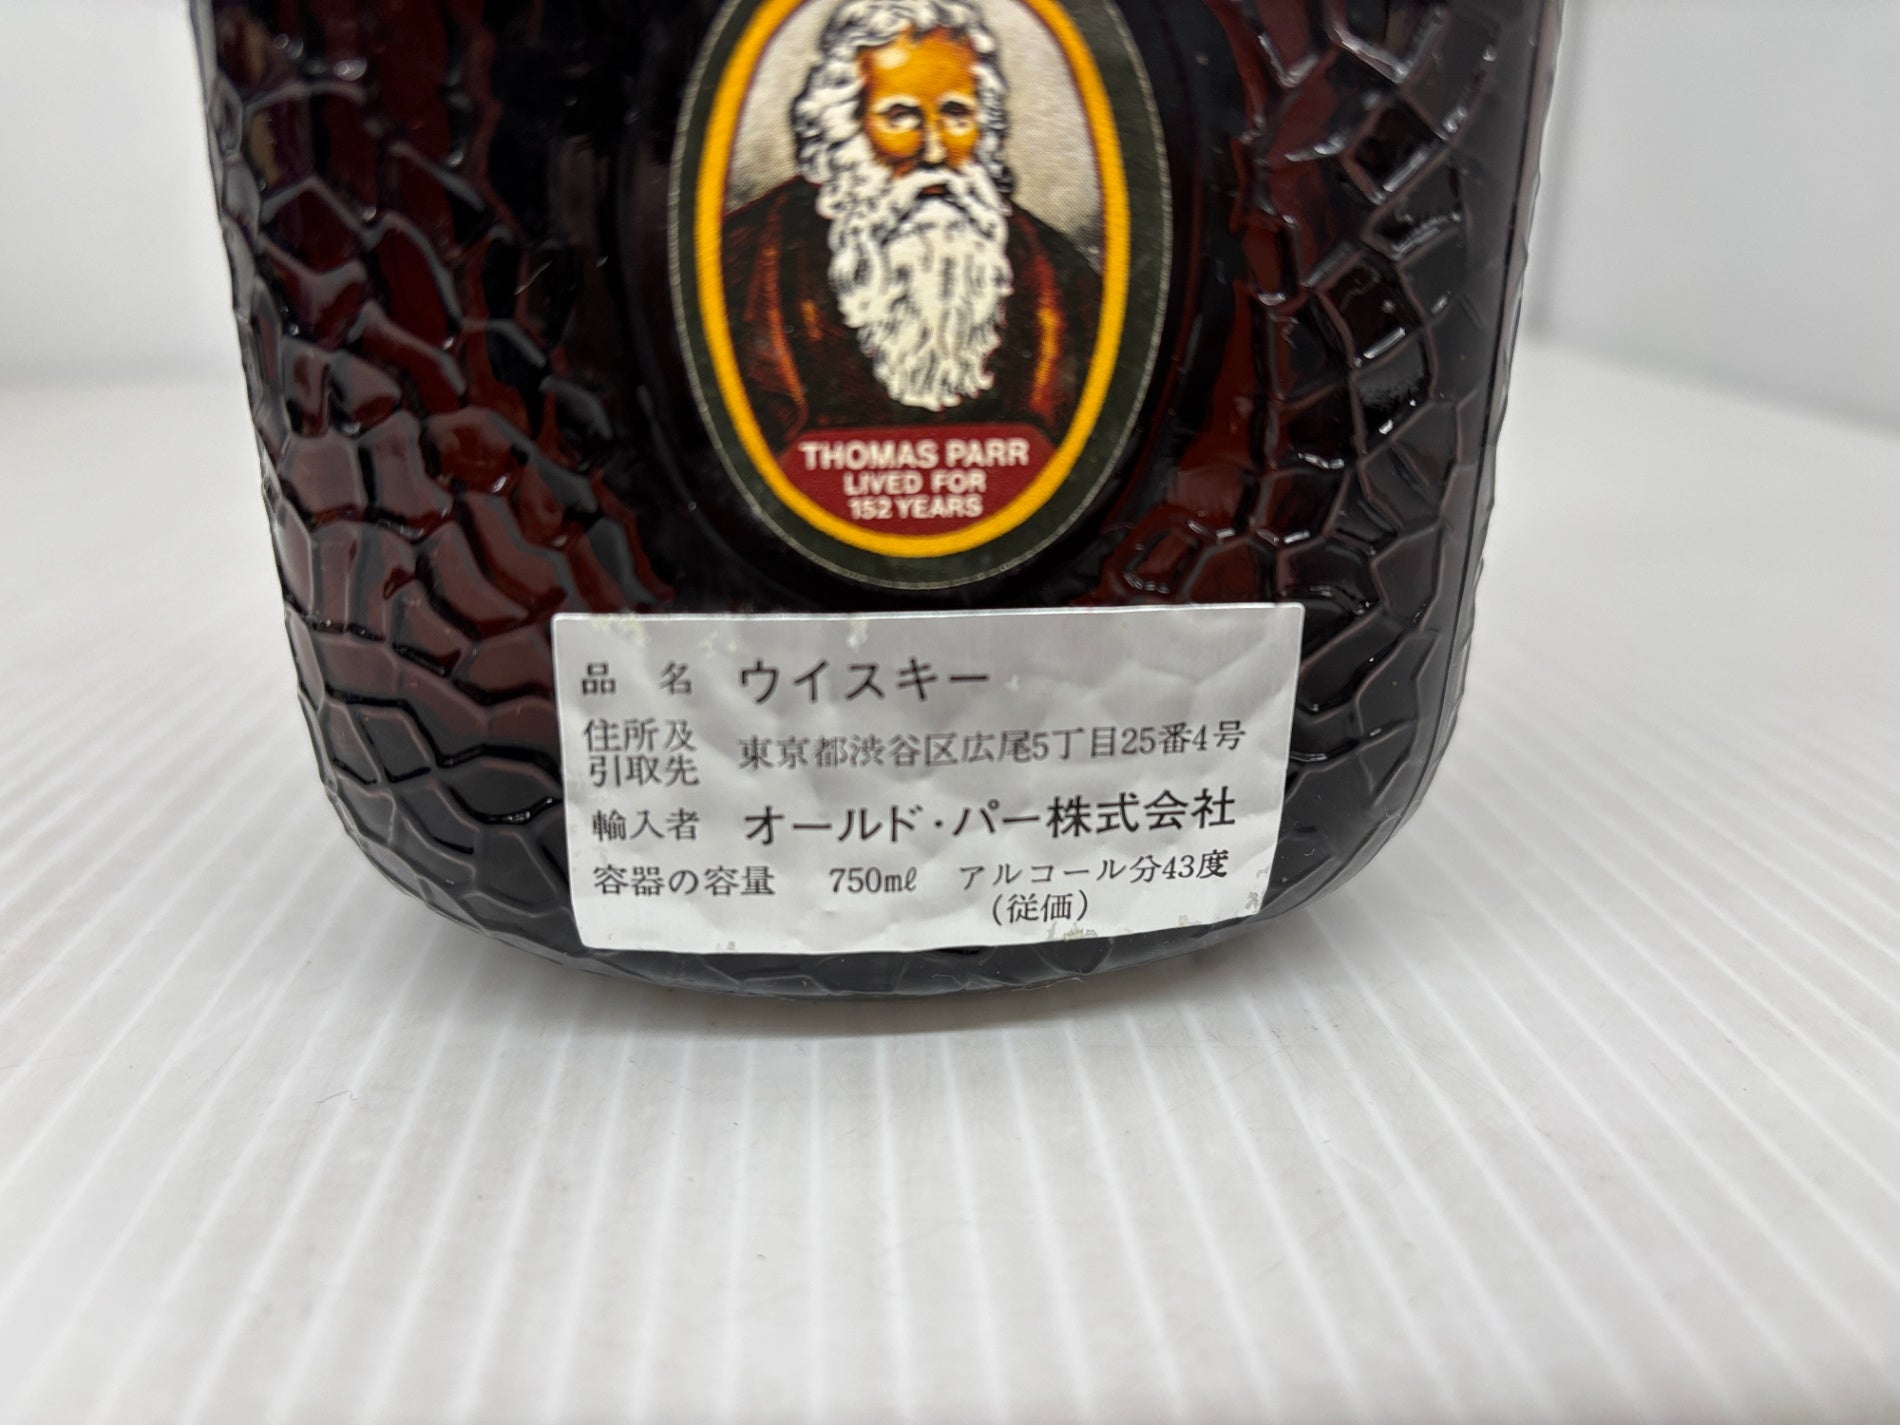 THOMAS PARR
LIVED FOR
152 YEARS
品 名 ウイスキー
住所及
引取先 東京都渋谷区広尾5丁目25番4号
輸入者 オールド・パー株式会社
容器の容量 750mℓ アルコール分43度
(従価)